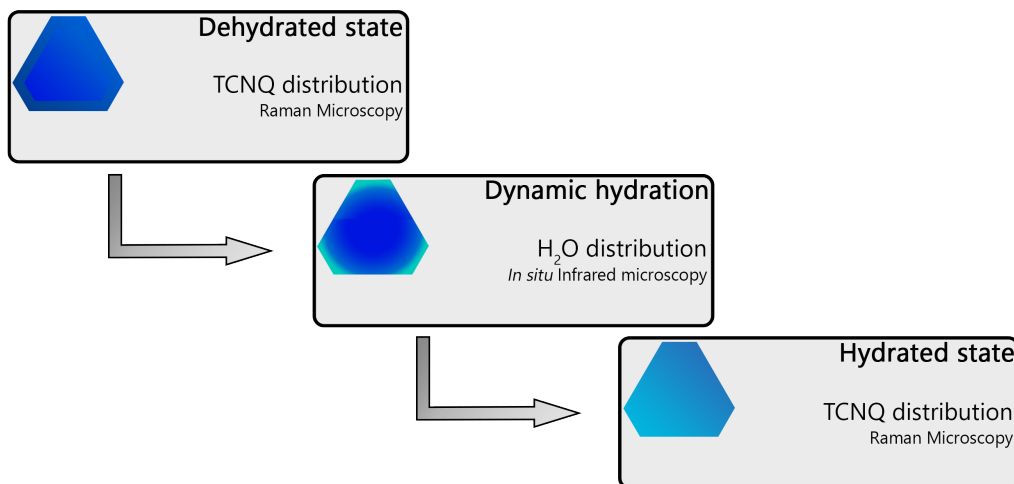 Dehydrated state
TCNQ distribution
Raman Microscopy
Dynamic hydration
H₂O distribution
In situ Infrared microscopy
Hydrated state
TCNQ distribution
Raman Microscopy